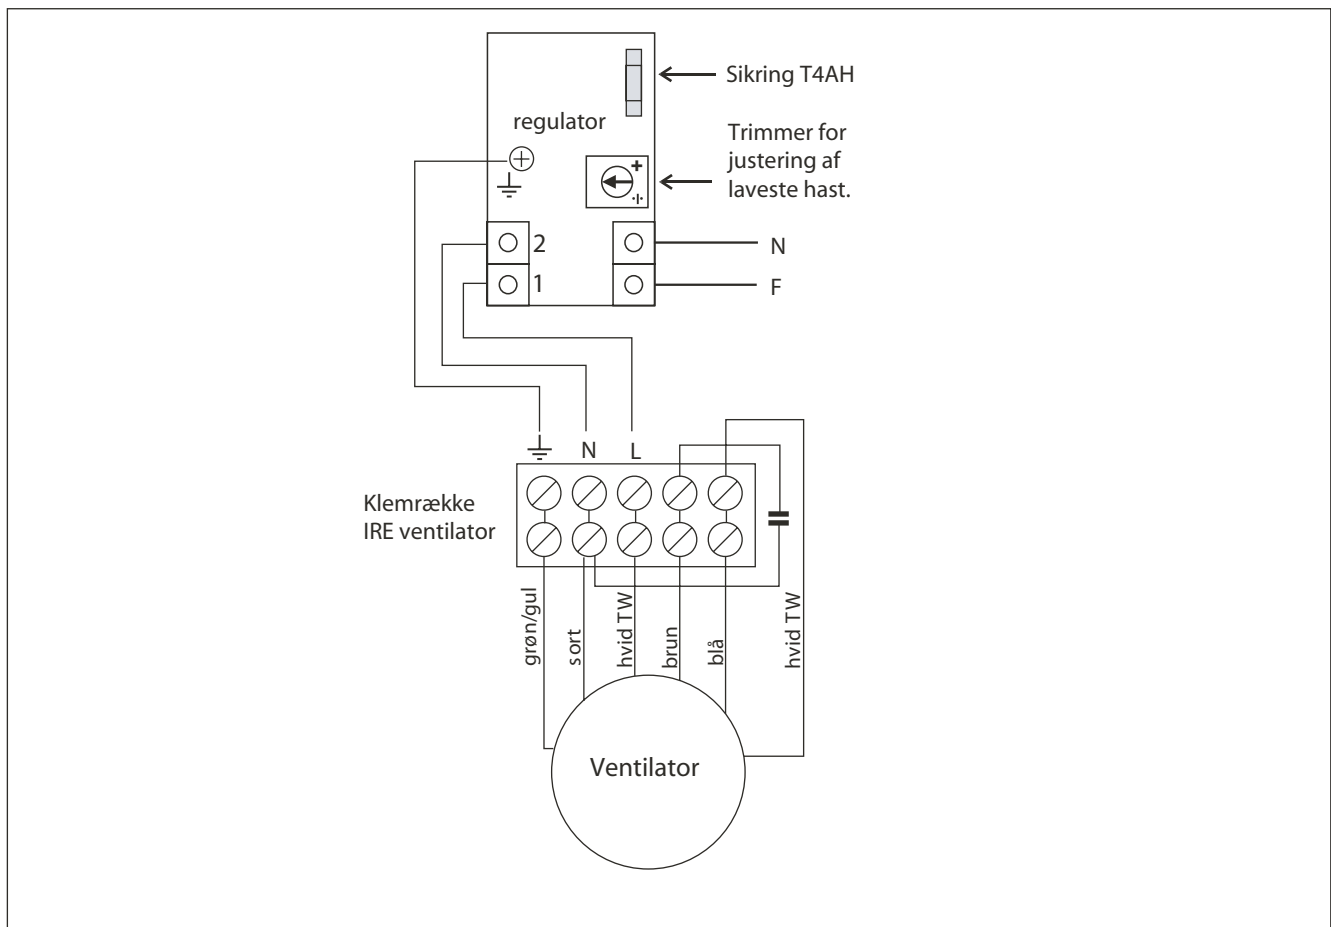 Sikring T4AH
regulator
Trimmer for
justering af
laveste hast.
2
N
1
F
N
L
Klemrække
IRE ventilator
grøn/gul
sort
hvid TW
brun
blå
hvid TW
Ventilator